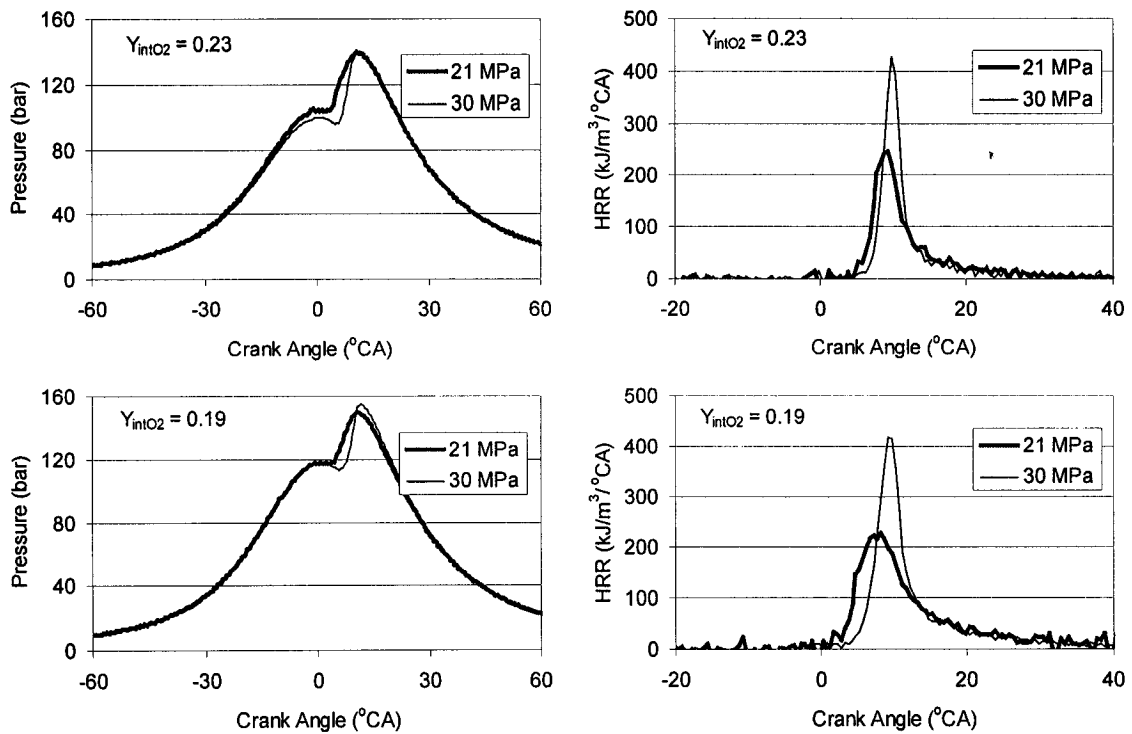 Y_intO2 = 0.23
21 MPa
30 MPa
Pressure (bar)
160
120
80
40
0
-60
-30
0
30
60
Crank Angle (°CA)
Y_intO2 = 0.23
21 MPa
30 MPa
HRR (kJ/m³/°CA)
500
400
300
200
100
0
-20
0
20
40
Crank Angle (°CA)
Y_intO2 = 0.19
21 MPa
30 MPa
Pressure (bar)
160
120
80
40
0
-60
-30
0
30
60
Crank Angle (°CA)
Y_intO2 = 0.19
21 MPa
30 MPa
HRR (kJ/m³/°CA)
500
400
300
200
100
0
-20
0
20
40
Crank Angle (°CA)